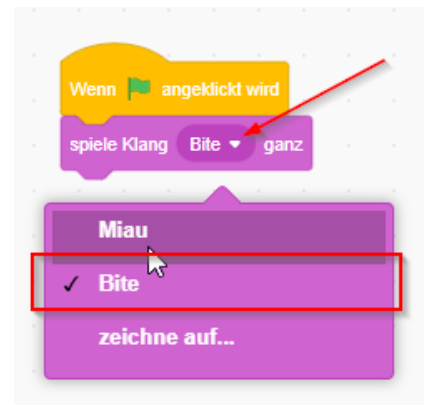 Wenn angeklickt wird
spiele Klang Bite ganz
Miau
Bite
zeichne auf...